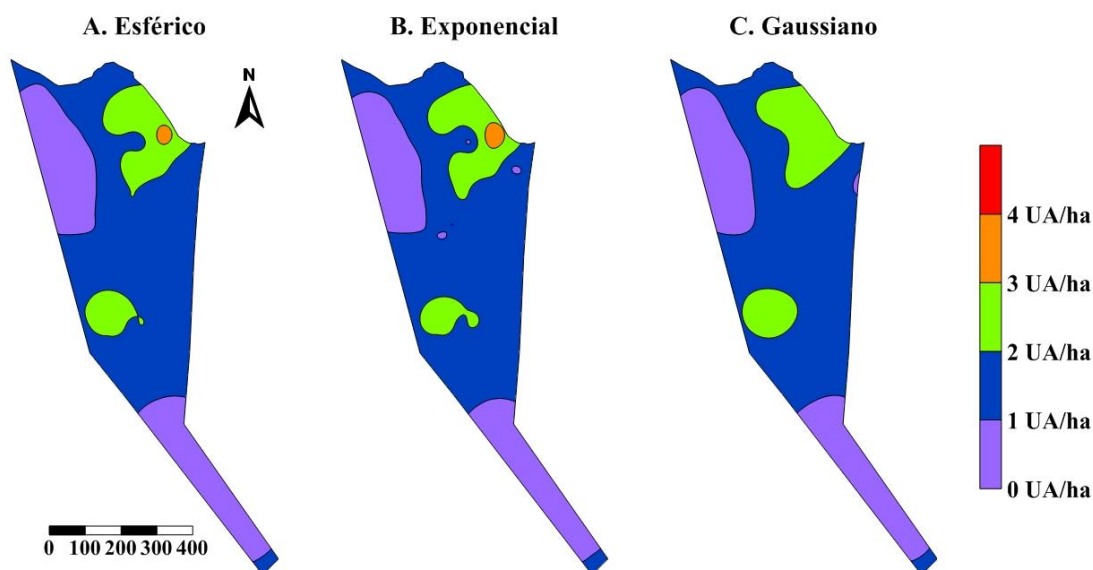 A. Esférico
B. Exponencial
C. Gaussiano
N
4 UA/ha
3 UA/ha
2 UA/ha
1 UA/ha
0 UA/ha
0 100 200 300 400